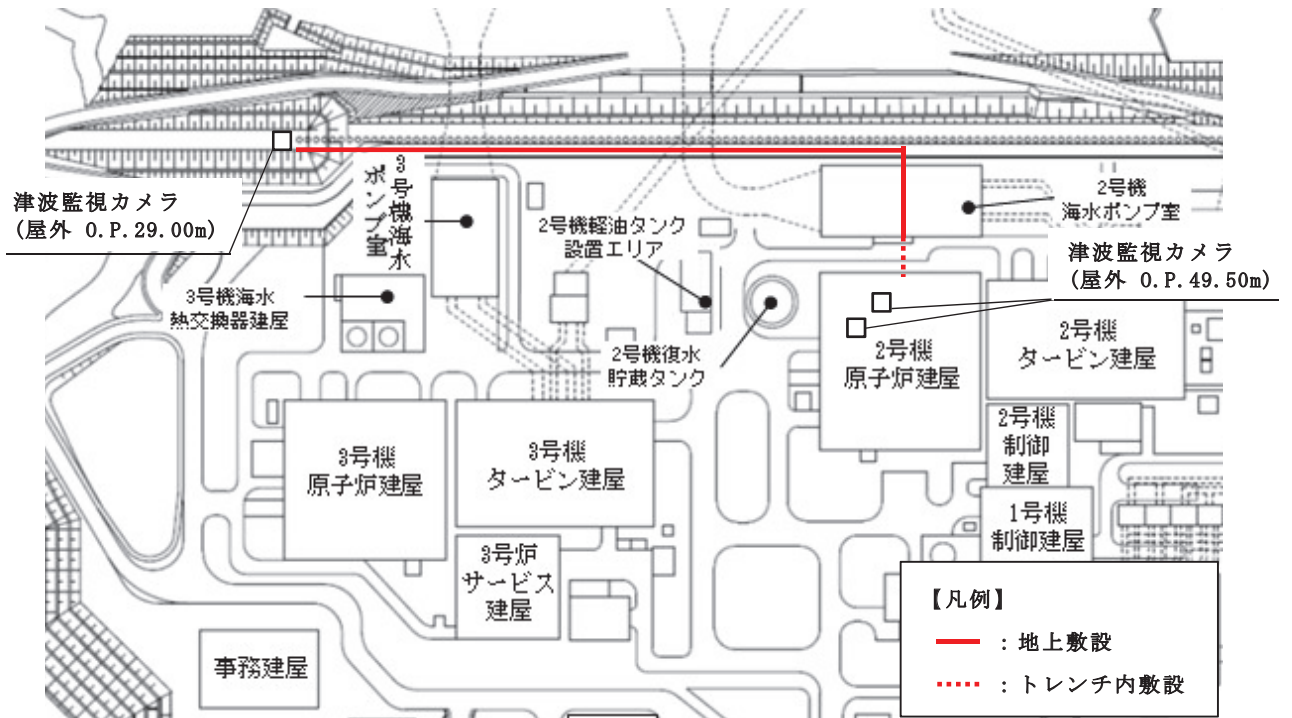 津波監視カメラ
(屋外 O.P.29.00m)
3号機海水
ポンプ室
2号機軽油タンク
設置エリア
2号機
海水ポンプ室
津波監視カメラ
(屋外 O.P.49.50m)
3号機海水
熱交換器建屋
2号機復水
貯蔵タンク
2号機
原子炉建屋
2号機
タービン建屋
3号機
原子炉建屋
3号機
タービン建屋
2号機
制御
建屋
1号機
制御建屋
3号炉
サービス
建屋
事務建屋
【凡例】
：地上敷設
：トレンチ内敷設